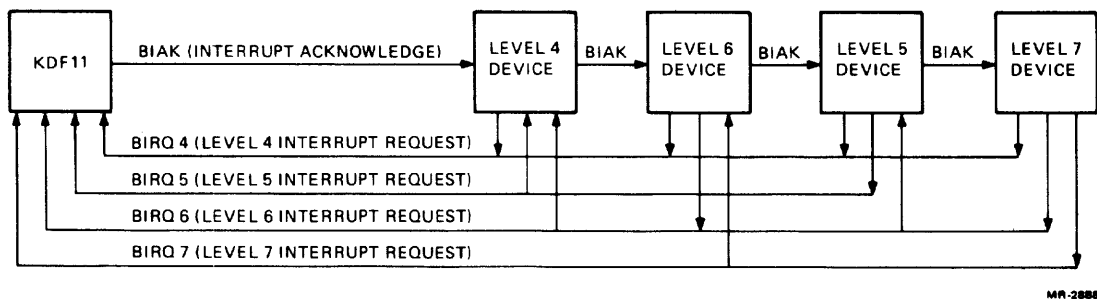 KDF11
BIAK (INTERRUPT ACKNOWLEDGE)
LEVEL 4
DEVICE
BIAK
LEVEL 6
DEVICE
BIAK
LEVEL 5
DEVICE
BIAK
LEVEL 7
DEVICE
BIRQ 4 (LEVEL 4 INTERRUPT REQUEST)
BIRQ 5 (LEVEL 5 INTERRUPT REQUEST)
BIRQ 6 (LEVEL 6 INTERRUPT REQUEST)
BIRQ 7 (LEVEL 7 INTERRUPT REQUEST)
MR-2888